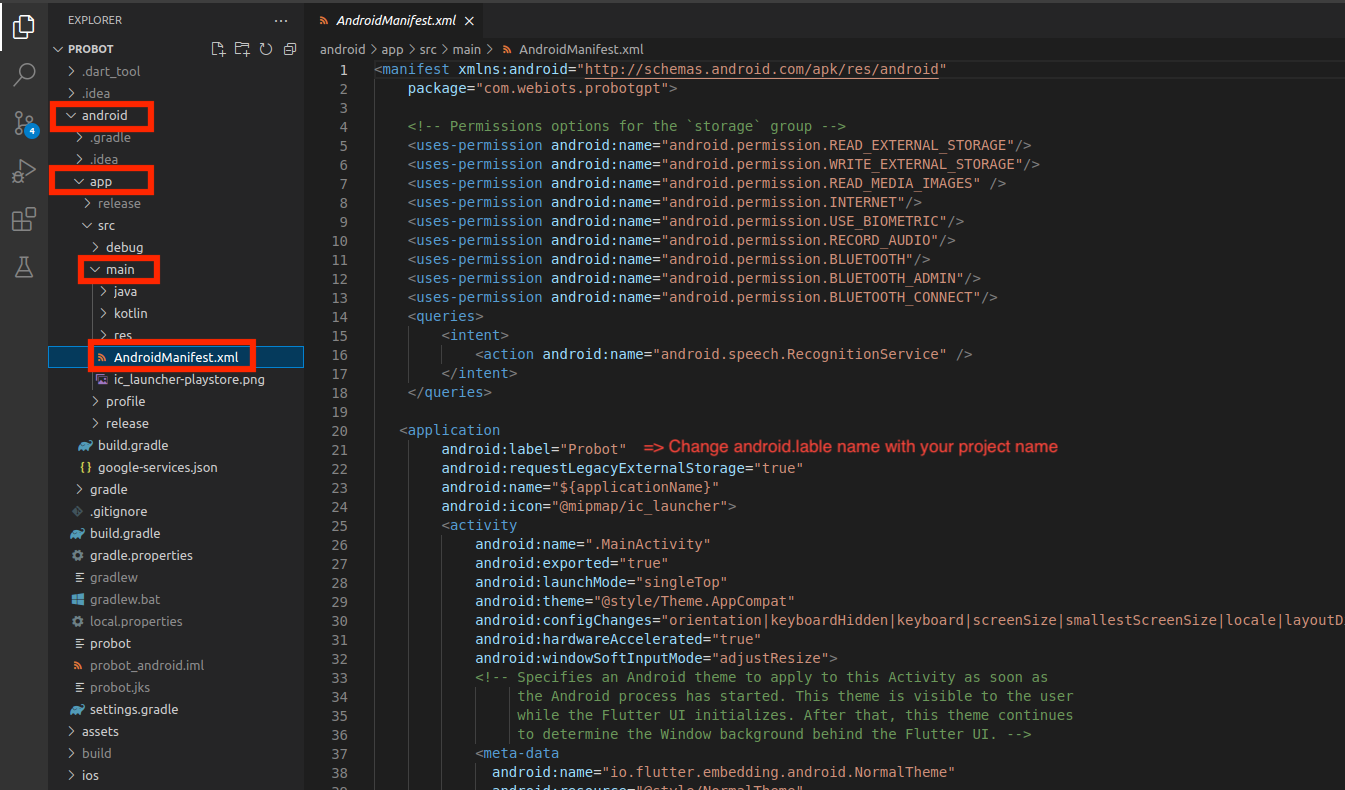 EXPLORER
PROBOT
.dart_tool
.idea
android
.gradle
.idea
app
release
src
debug
main
java
kotlin
res
AndroidManifest.xml
ic_launcher-playstore.png
profile
release
build.gradle
{} google-services.json
gradle
.gitignore
build.gradle
gradle.properties
gradlew
gradlew.bat
local.properties
probot
probot_android.iml
probot.jks
settings.gradle
assets
build
ios
4
AndroidManifest.xml
android > app > src > main > AndroidManifest.xml
1 <manifest xmlns:android="http://schemas.android.com/apk/res/android"
2 package="com.webiots.probotgpt">
3
4 <!-- Permissions options for the `storage` group -->
5 <uses-permission android:name="android.permission.READ_EXTERNAL_STORAGE"/>
6 <uses-permission android:name="android.permission.WRITE_EXTERNAL_STORAGE"/>
7 <uses-permission android:name="android.permission.READ_MEDIA_IMAGES" />
8 <uses-permission android:name="android.permission.INTERNET"/>
9 <uses-permission android:name="android.permission.USE_BIOMETRIC"/>
10 <uses-permission android:name="android.permission.RECORD_AUDIO"/>
11 <uses-permission android:name="android.permission.BLUETOOTH"/>
12 <uses-permission android:name="android.permission.BLUETOOTH_ADMIN"/>
13 <uses-permission android:name="android.permission.BLUETOOTH_CONNECT"/>
14 <queries>
15 <intent>
16 <action android:name="android.speech.RecognitionService" />
17 </intent>
18 </queries>
19
20 <application
21 android:label="Probot" => Change android.lable name with your project name
22 android:requestLegacyExternalStorage="true"
23 android:name="${applicationName}"
24 android:icon="@mipmap/ic_launcher">
25 <activity
26 android:name=".MainActivity"
27 android:exported="true"
28 android:launchMode="singleTop"
29 android:theme="@style/Theme.AppCompat"
30 android:configChanges="orientation|keyboardHidden|keyboard|screenSize|smallestScreenSize|locale|layoutD
31 android:hardwareAccelerated="true"
32 android:windowSoftInputMode="adjustResize">
33 <!-- Specifies an Android theme to apply to this Activity as soon as
34 the Android process has started. This theme is visible to the user
35 while the Flutter UI initializes. After that, this theme continues
36 to determine the Window background behind the Flutter UI. -->
37 <meta-data
38 android:name="io.flutter.embedding.android.NormalTheme"
39 android:resource="@style/NormalTheme"